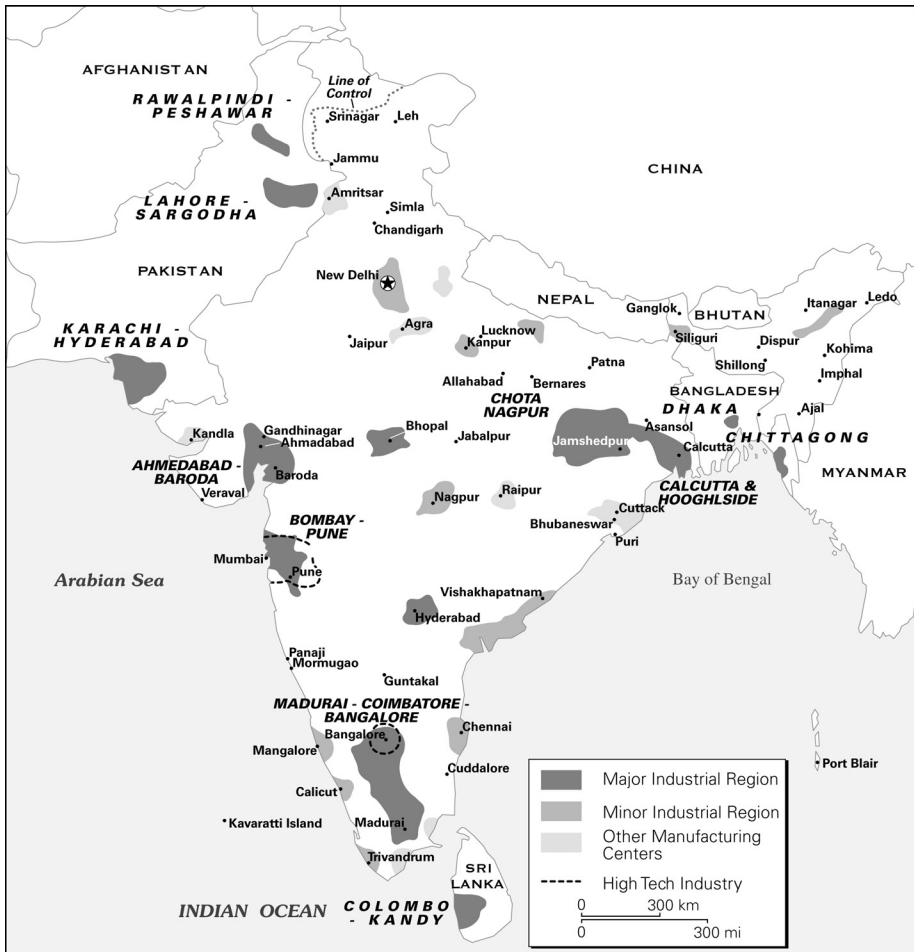 AFGHANISTAN
RAWALPINDI -
PESHAWAR
Line of
Control
Srinagar
Leh
CHINA
Jammu
LAHORE -
SARGODHA
Amritsar
Simla
Chandigarh
PAKISTAN
New Delhi
NEPAL
Ganglok
BHUTAN
Itanagar
Ledo
KARACHI -
HYDERABAD
Jaipur
Agra
Lucknow
Kanpur
Siliguri
Dispur
Shillong
Kohima
Imphal
Patna
Allahabad
Bernares
CHOTA
NAGPUR
BANGLADESH
DHAKA
Ajal
Kandla
Gandhinagar
Ahmadabad
Bhopal
Jabalpur
Jamshedpur
Asansol
Calcutta
CHITTAGONG
MYANMAR
AHMEDABAD -
BARODA
Baroda
Veraval
CALCUTTA &
HOOGHLSIDE
Nagpur
Raipur
Cuttack
Bhubaneswar
Puri
BOMBAY -
PUNE
Mumbai
Pune
Arabian Sea
Bay of Bengal
Vishakhapatnam
Hyderabad
Panaji
Mormugao
Guntakal
MADURAI - COIMBATORE -
BANGALORE
Bangalore
Chennai
Mangalore
Cuddalore
Calicut
Kavaratti Island
Madurai
Trivandrum
Port Blair
SRI
LANKA
INDIAN OCEAN
COLOMBO
- KANDY
Major Industrial Region
Minor Industrial Region
Other Manufacturing
Centers
High Tech Industry
0 300 km
0 300 mi